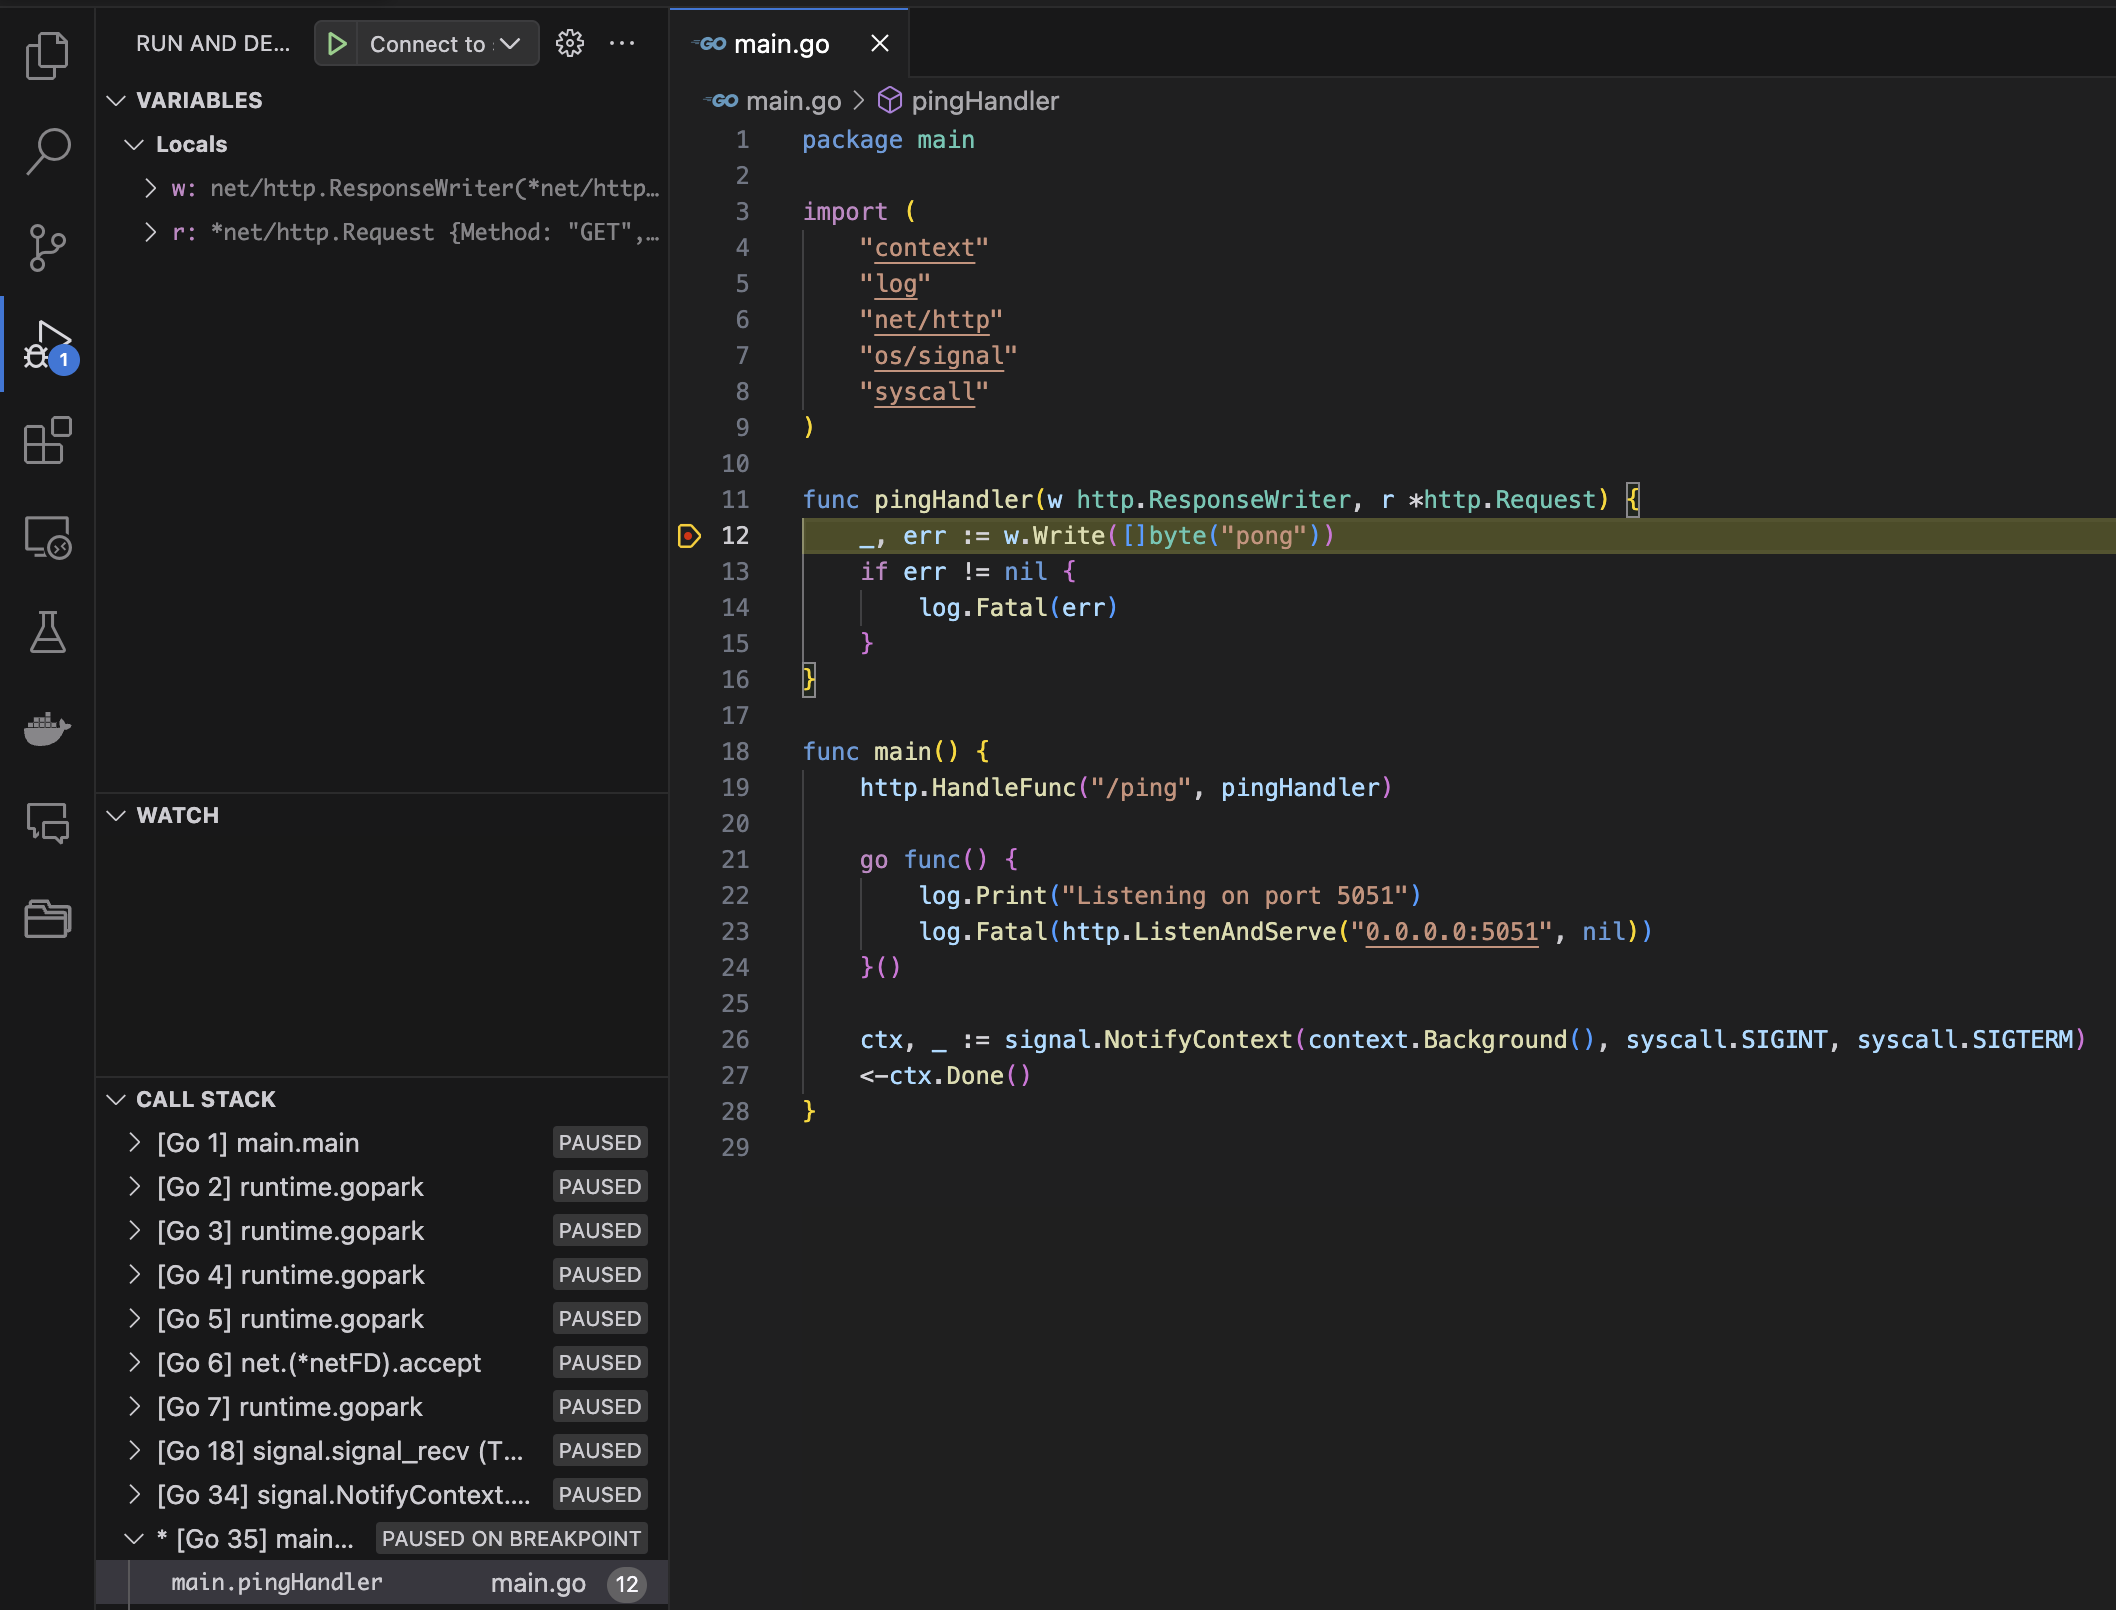 RUN AND DE...
Connect to
VARIABLES
Locals
w: net/http.ResponseWriter(*net/http...
r: *net/http.Request {Method: "GET",...
1
WATCH
CALL STACK
[Go 1] main.main PAUSED
[Go 2] runtime.gopark PAUSED
[Go 3] runtime.gopark PAUSED
[Go 4] runtime.gopark PAUSED
[Go 5] runtime.gopark PAUSED
[Go 6] net.(*netFD).accept PAUSED
[Go 7] runtime.gopark PAUSED
[Go 18] signal.signal_recv (T... PAUSED
[Go 34] signal.NotifyContext.... PAUSED
* [Go 35] main... PAUSED ON BREAKPOINT
main.pingHandler main.go 12
GO main.go
GO main.go > pingHandler
1 package main
2
3 import (
4 "context"
5 "log"
6 "net/http"
7 "os/signal"
8 "syscall"
9 )
10
11 func pingHandler(w http.ResponseWriter, r *http.Request) {
12 _, err := w.Write([]byte("pong"))
13 if err != nil {
14 log.Fatal(err)
15 }
16 }
17
18 func main() {
19 http.HandleFunc("/ping", pingHandler)
20
21 go func() {
22 log.Print("Listening on port 5051")
23 log.Fatal(http.ListenAndServe("0.0.0.0:5051", nil))
24 }()
25
26 ctx, _ := signal.NotifyContext(context.Background(), syscall.SIGINT, syscall.SIGTERM)
27 <-ctx.Done()
28 }
29